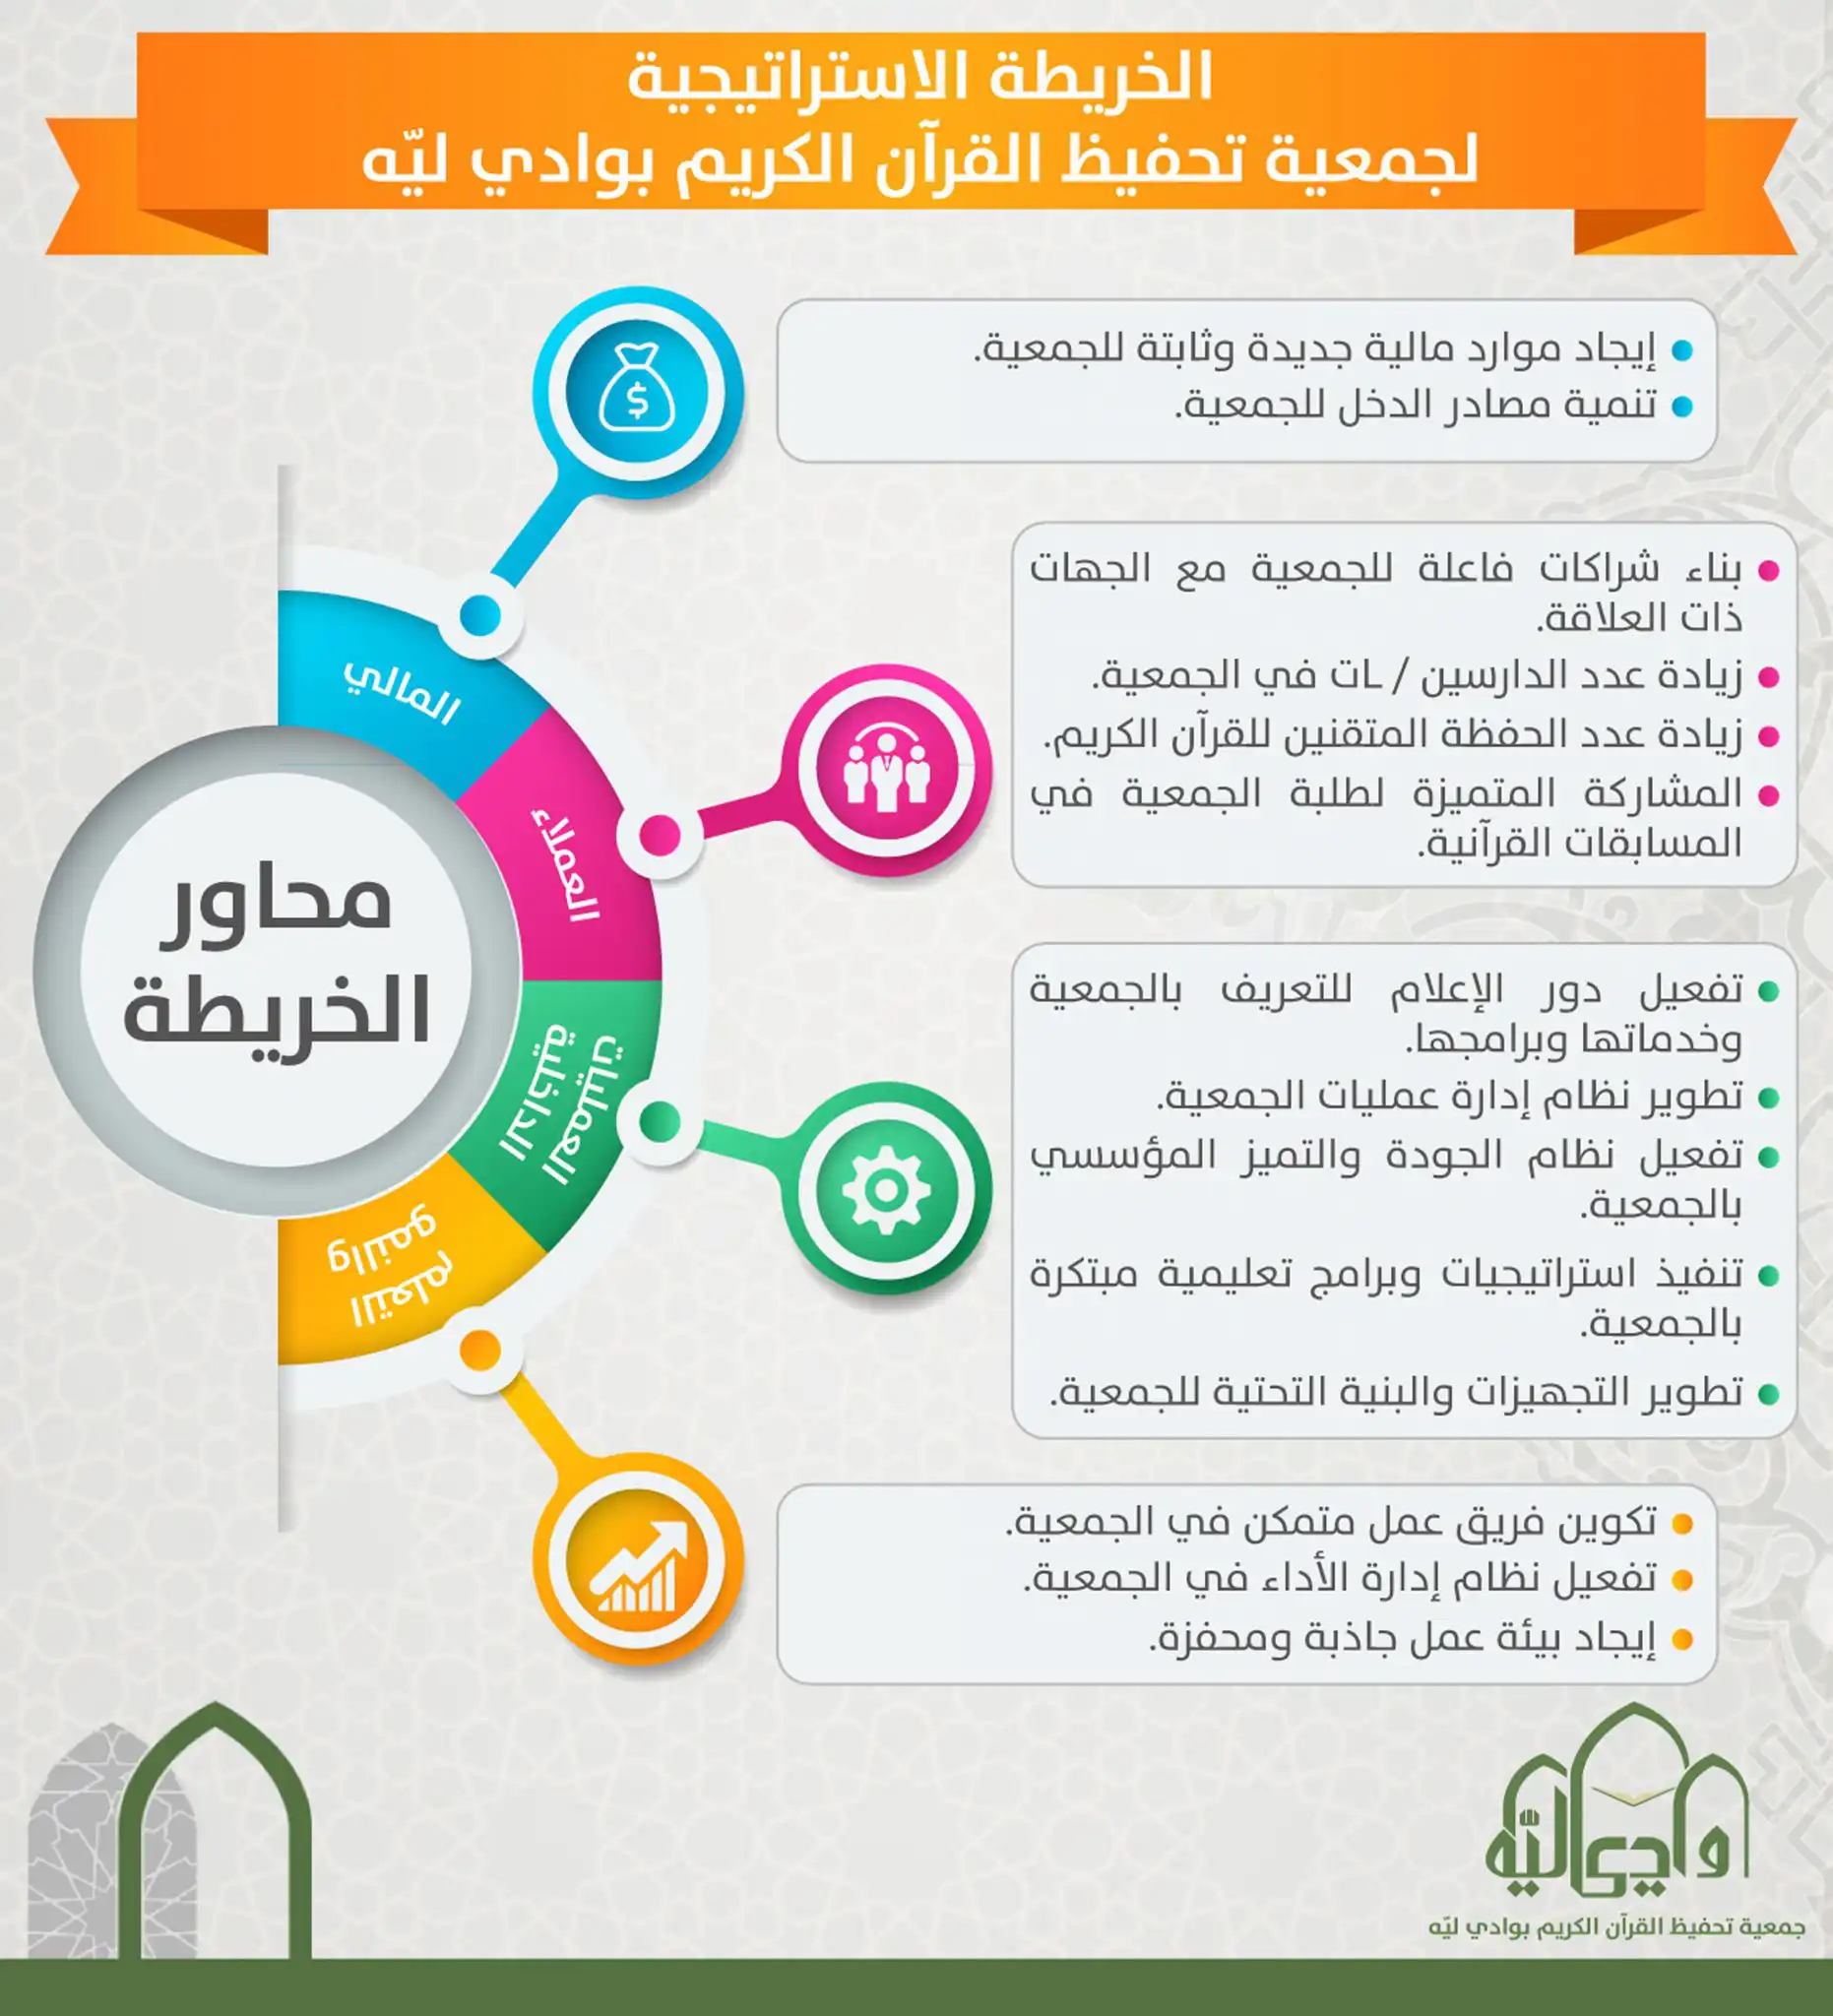 الخريطة الاستراتيجية
لجمعية تحفيظ القرآن الكريم بوادي ليّه
إيجاد موارد مالية جديدة وثابتة للجمعية.
تنمية مصادر الدخل للجمعية.
المالي
بناء شراكات فاعلة للجمعية مع الجهات
ذات العلاقة.
زيادة عدد الدارسين / ـات في الجمعية.
زيادة عدد الحفظة المتقنين للقرآن الكريم.
المشاركة المتميزة لطلبة الجمعية في
المسابقات القرآنية.
العملاء
محاور
الخريطة
تفعيل دور الإعلام للتعريف بالجمعية
وخدماتها وبرامجها.
تطوير نظام إدارة عمليات الجمعية.
تفعيل نظام الجودة والتميز المؤسسي
بالجمعية.
تنفيذ استراتيجيات وبرامج تعليمية مبتكرة
بالجمعية.
تطوير التجهيزات والبنية التحتية للجمعية.
العمليات
الداخلية
التعلم
والنمو
تكوين فريق عمل متمكن في الجمعية.
تفعيل نظام إدارة الأداء في الجمعية.
إيجاد بيئة عمل جاذبة ومحفزة.
وادي ليّه
جمعية تحفيظ القرآن الكريم بوادي ليّه